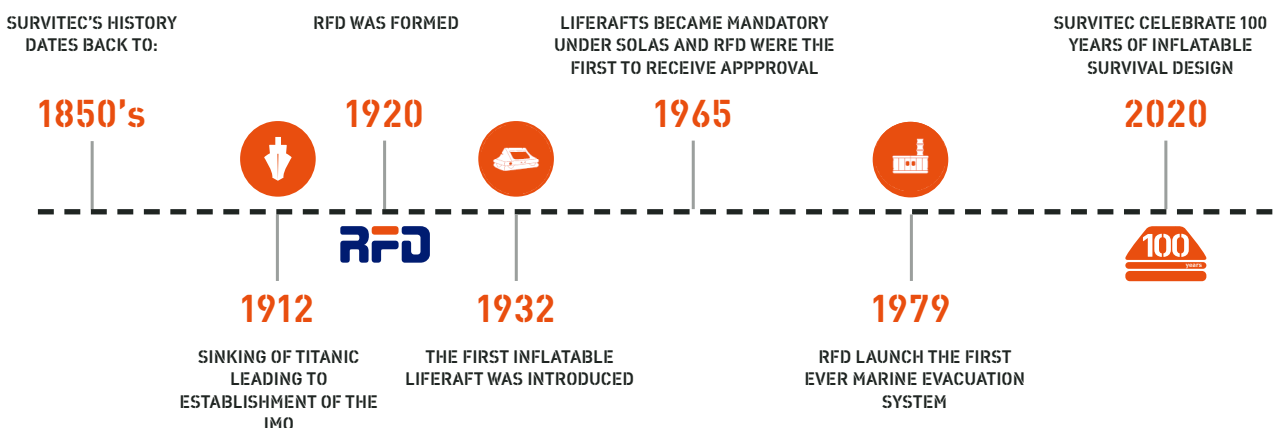 SURVITEC'S HISTORY
DATES BACK TO:
1850's
SINKING OF TITANIC
LEADING TO
ESTABLISHMENT OF THE
IMO
1912
RFD WAS FORMED
1920
RFD
1932
THE FIRST INFLATABLE
LIFERAFT WAS INTRODUCED
LIFERAFTS BECAME MANDATORY
UNDER SOLAS AND RFD WERE THE
FIRST TO RECEIVE APPPROVAL
1965
1979
RFD LAUNCH THE FIRST
EVER MARINE EVACUATION
SYSTEM
SURVITEC CELEBRATE 100
YEARS OF INFLATABLE
SURVIVAL DESIGN
2020
100
years